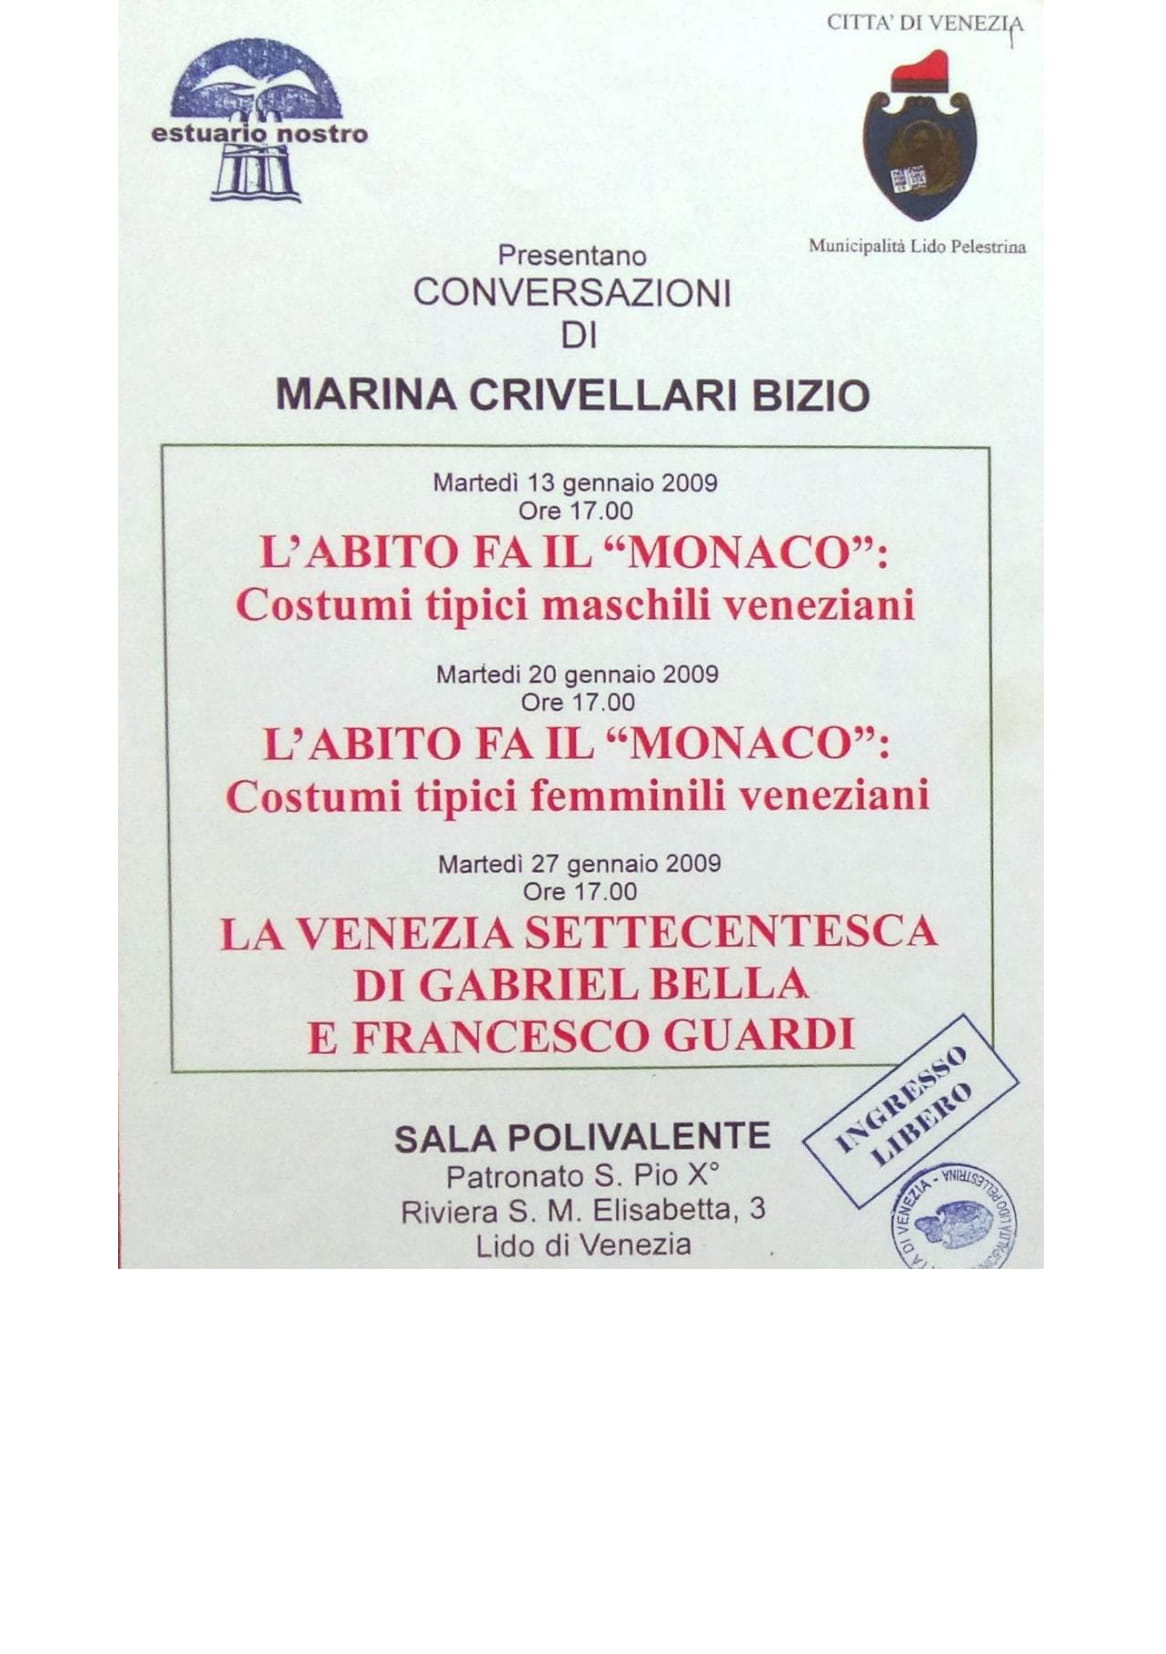 estuario nostro
CITTA' DI VENEZIA
Municipalità Lido Pelestrina
Presentano
CONVERSAZIONI
DI
MARINA CRIVELLARI BIZIO
Martedì 13 gennaio 2009
Ore 17.00
L'ABITO FA IL “MONACO”:
Costumi tipici maschili veneziani
Martedi 20 gennaio 2009
Ore 17.00
L'ABITO FA IL “MONACO”:
Costumi tipici femminili veneziani
Martedì 27 gennaio 2009
Ore 17.00
LA VENEZIA SETTECENTESCA
DI GABRIEL BELLA
E FRANCESCO GUARDI
INGRESSO
LIBERO
SALA POLIVALENTE
Patronato S. Pio X°
Riviera S. M. Elisabetta, 3
Lido di Venezia
DI VENEZIA - LIDO PELLESTRINA